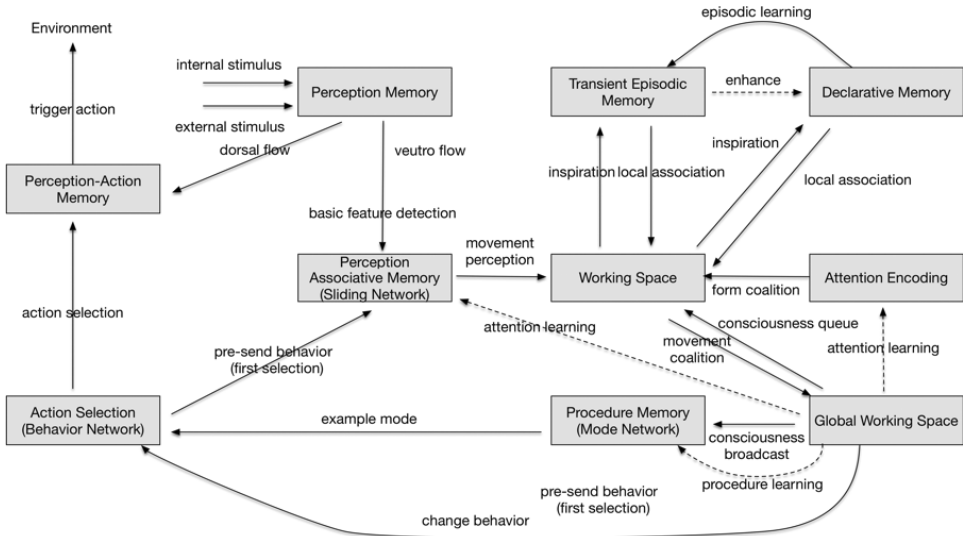 episodic learning
Environment
internal stimulus
Perception Memory
Transient Episodic
Memory
enhance
Declarative Memory
trigger action
external stimulus
dorsal flow
veutro flow
inspiration
Perception-Action
Memory
inspiration
local association
local association
basic feature detection
movement
perception
Perception
Associative Memory
(Sliding Network)
Working Space
Attention Encoding
form coalition
action selection
attention learning
consciousness queue
movement
coalition
attention learning
pre-send behavior
(first selection)
Action Selection
(Behavior Network)
example mode
Procedure Memory
(Mode Network)
Global Working Space
consciousness
broadcast
procedure learning
pre-send behavior
(first selection)
change behavior